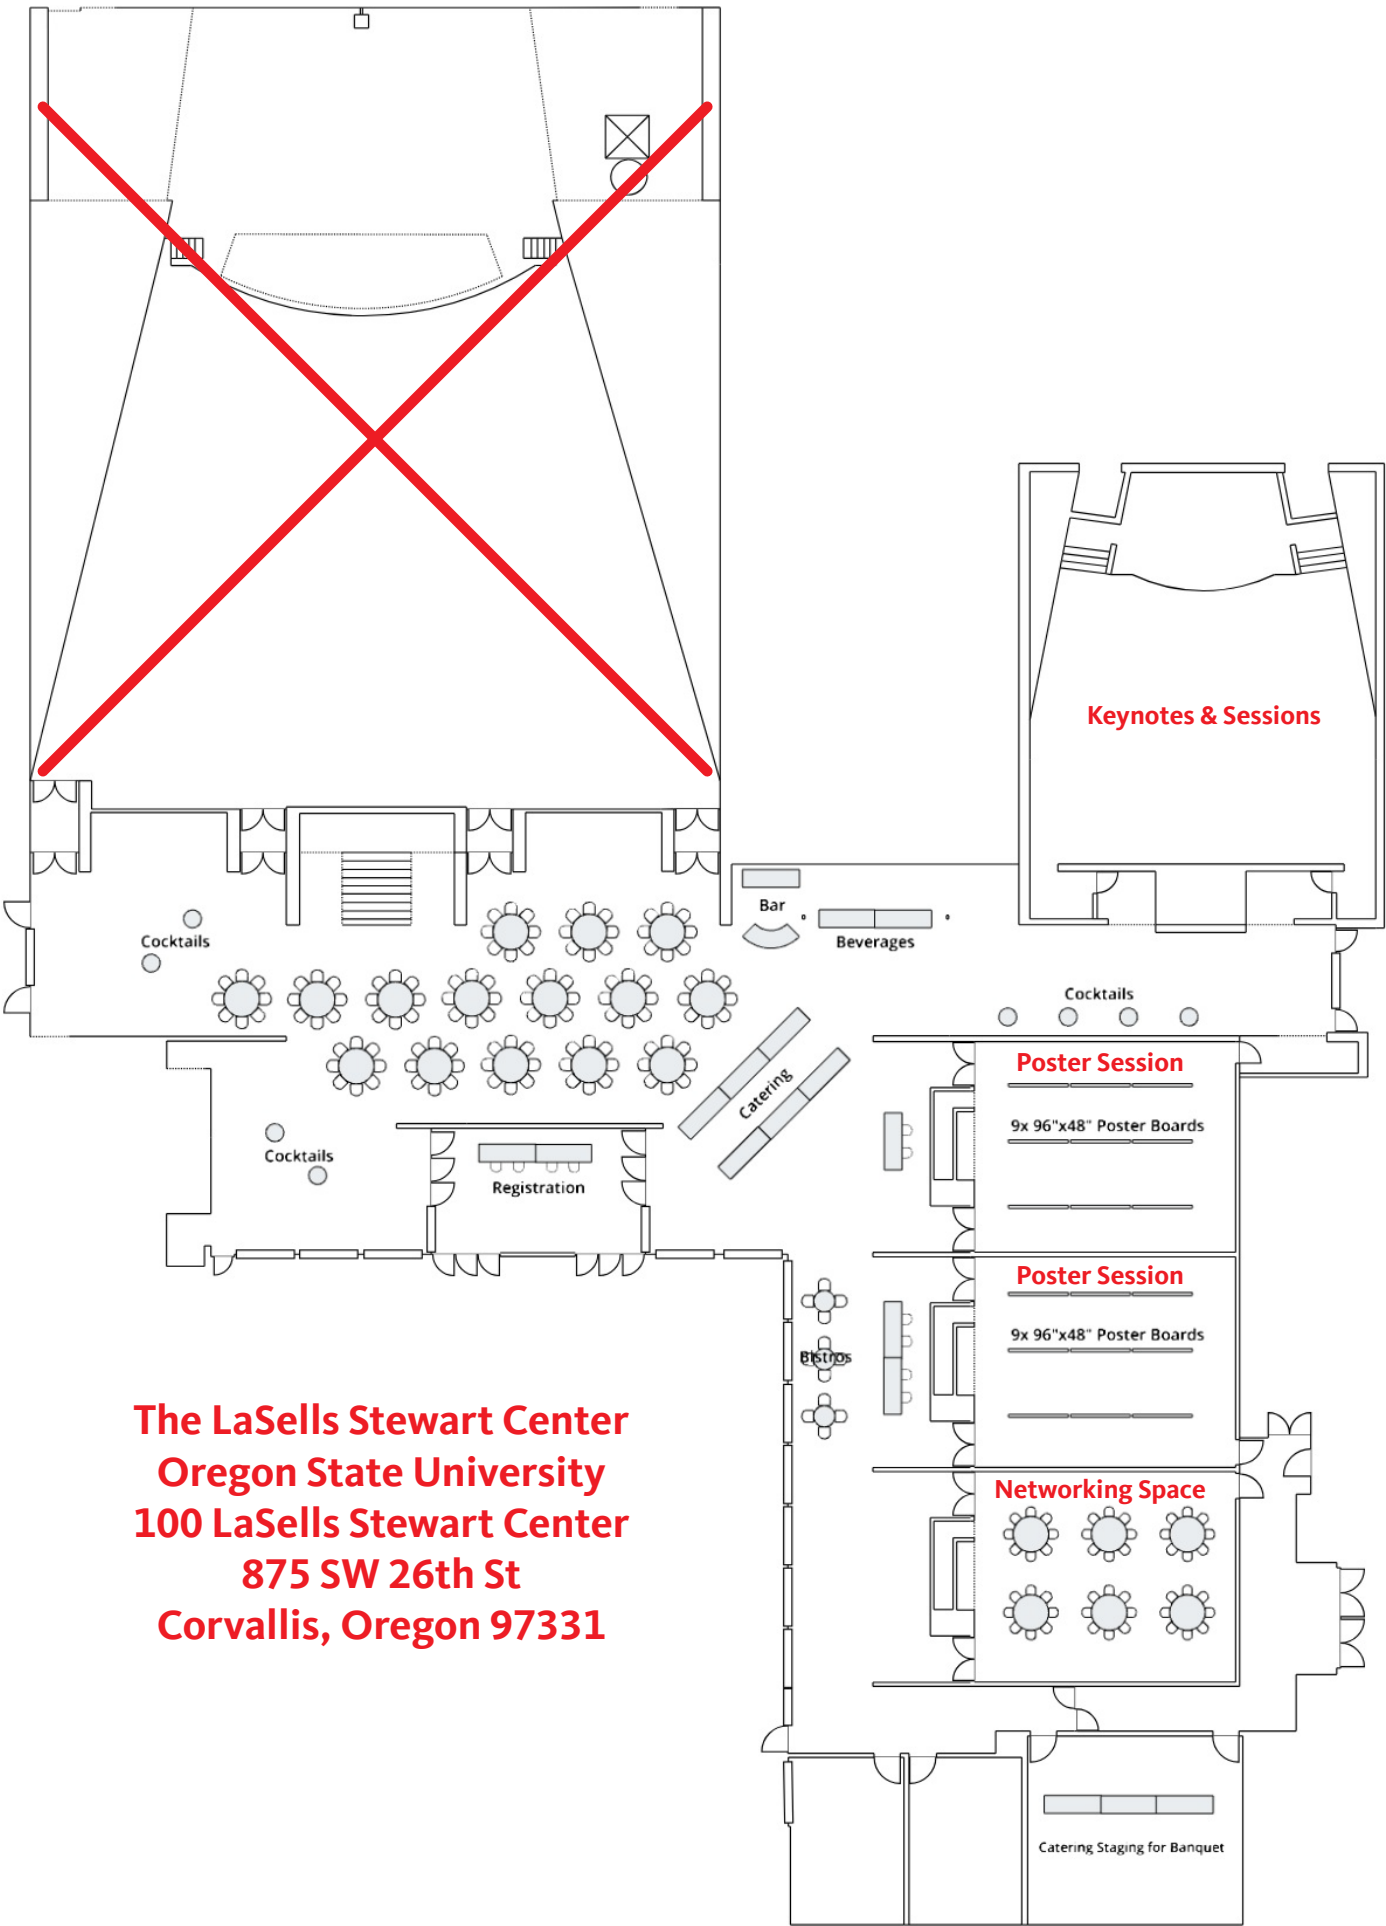 Keynotes & Sessions
Bar
Beverages
Cocktails
Cocktails
Poster Session
9x 96"x48" Poster Boards
Catering
Cocktails
Registration
Poster Session
9x 96"x48" Poster Boards
Bistros
The LaSells Stewart Center
Oregon State University
100 LaSells Stewart Center
875 SW 26th St
Corvallis, Oregon 97331
Networking Space
Catering Staging for Banquet